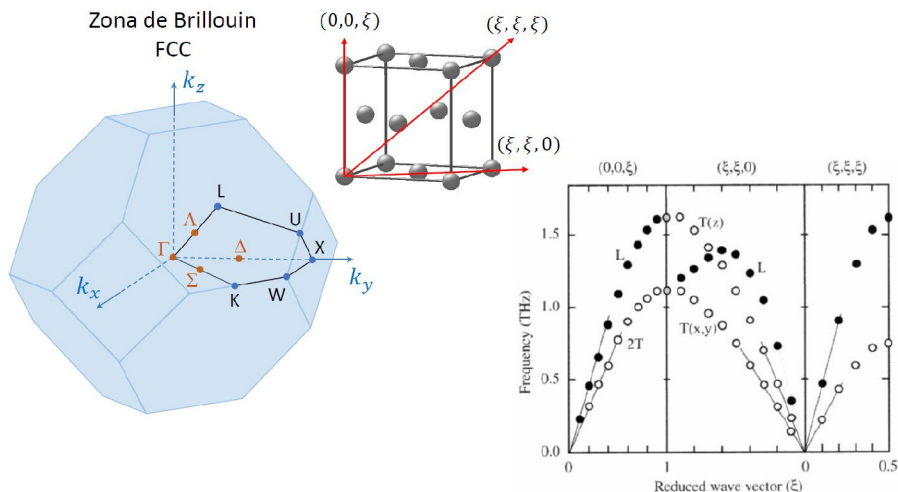 Zona de Brillouin
FCC
k_z
L
Λ
U
Γ
Δ
X
Σ
k_x
k_y
K
W
(0,0,ξ)
(ξ,ξ,ξ)
(ξ,ξ,0)
(0,0,ξ)
(ξ,ξ,0)
(ξ,ξ,ξ)
Frequency (THz)
1.5
1.0
0.5
0.0
L
T(z)
L
2T
T(x,y)
0
1
0
0.5
Reduced wave vector (ξ)